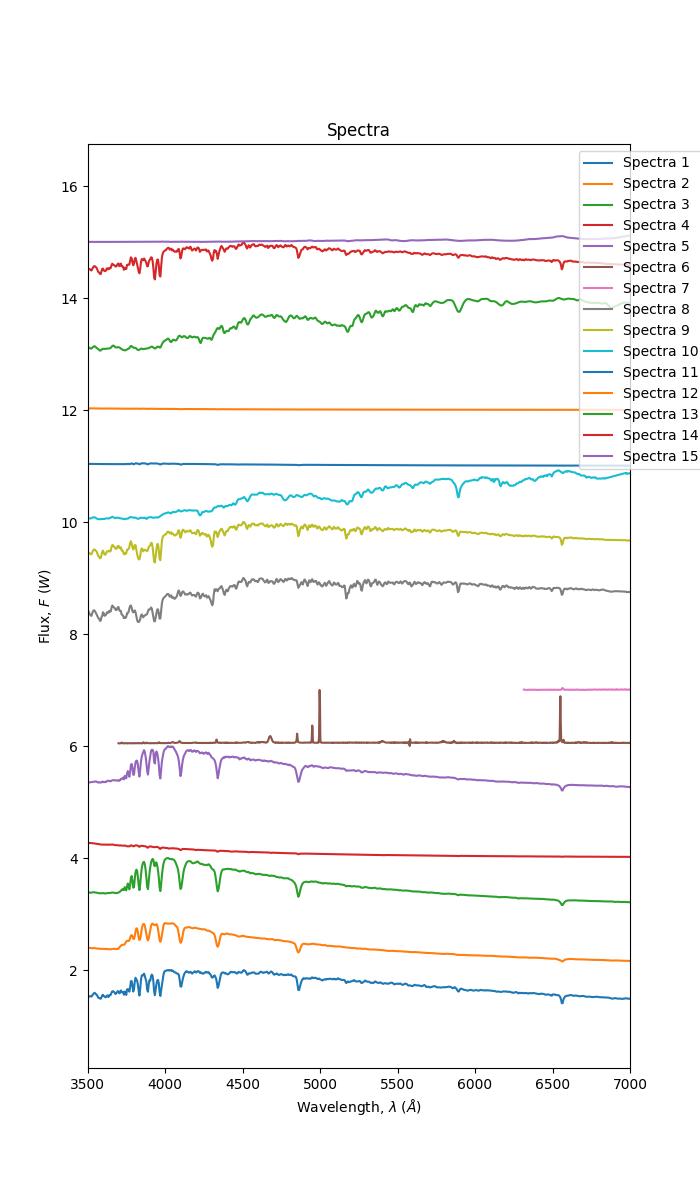 Spectra
16
14
12
10
8
6
4
2
Flux, F (W)
3500 4000 4500 5000 5500 6000 6500 7000
Wavelength, λ (Å)
Spectra 1
Spectra 2
Spectra 3
Spectra 4
Spectra 5
Spectra 6
Spectra 7
Spectra 8
Spectra 9
Spectra 10
Spectra 11
Spectra 12
Spectra 13
Spectra 14
Spectra 15